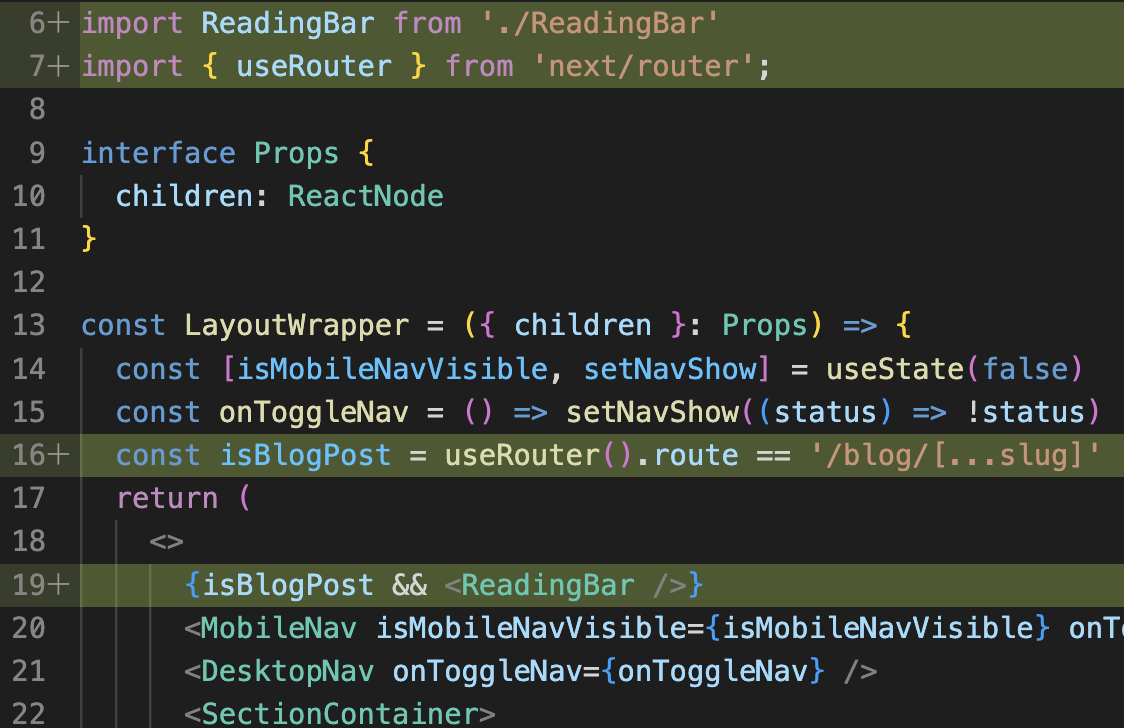 6+ import ReadingBar from './ReadingBar'
7+ import { useRouter } from 'next/router';
8
9 interface Props {
10 children: ReactNode
11 }
12
13 const LayoutWrapper = ({ children }: Props) => {
14 const [isMobileNavVisible, setNavShow] = useState(false)
15 const onToggleNav = () => setNavShow((status) => !status)
16+ const isBlogPost = useRouter().route == '/blog/[...slug]'
17 return (
18 <>
19+ {isBlogPost && <ReadingBar />}
20 <MobileNav isMobileNavVisible={isMobileNavVisible} onT
21 <DesktopNav onToggleNav={onToggleNav} />
22 <SectionContainer>